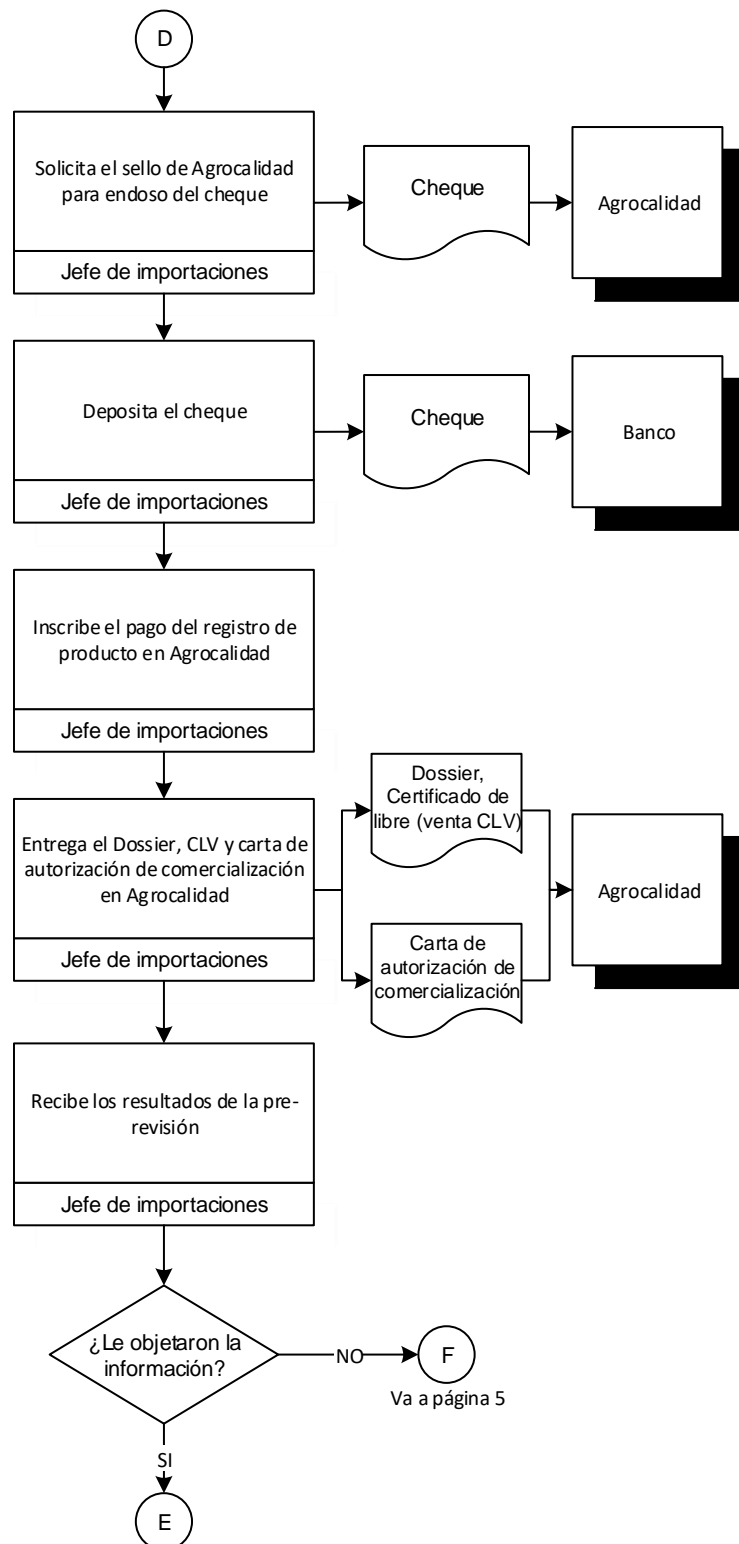 D
Solicita el sello de Agrocalidad
para endoso del cheque
Jefe de importaciones
Cheque
Agrocalidad
Deposita el cheque
Jefe de importaciones
Cheque
Banco
Inscribe el pago del registro de
producto en Agrocalidad
Jefe de importaciones
Entrega el Dossier, CLV y carta de
autorización de comercialización
en Agrocalidad
Jefe de importaciones
Dossier,
Certificado de
libre (venta CLV)
Carta de
autorización de
comercialización
Agrocalidad
Recibe los resultados de la pre-
revisión
Jefe de importaciones
¿Le objetaron la
información?
NO
F
Va a página 5
SI
E